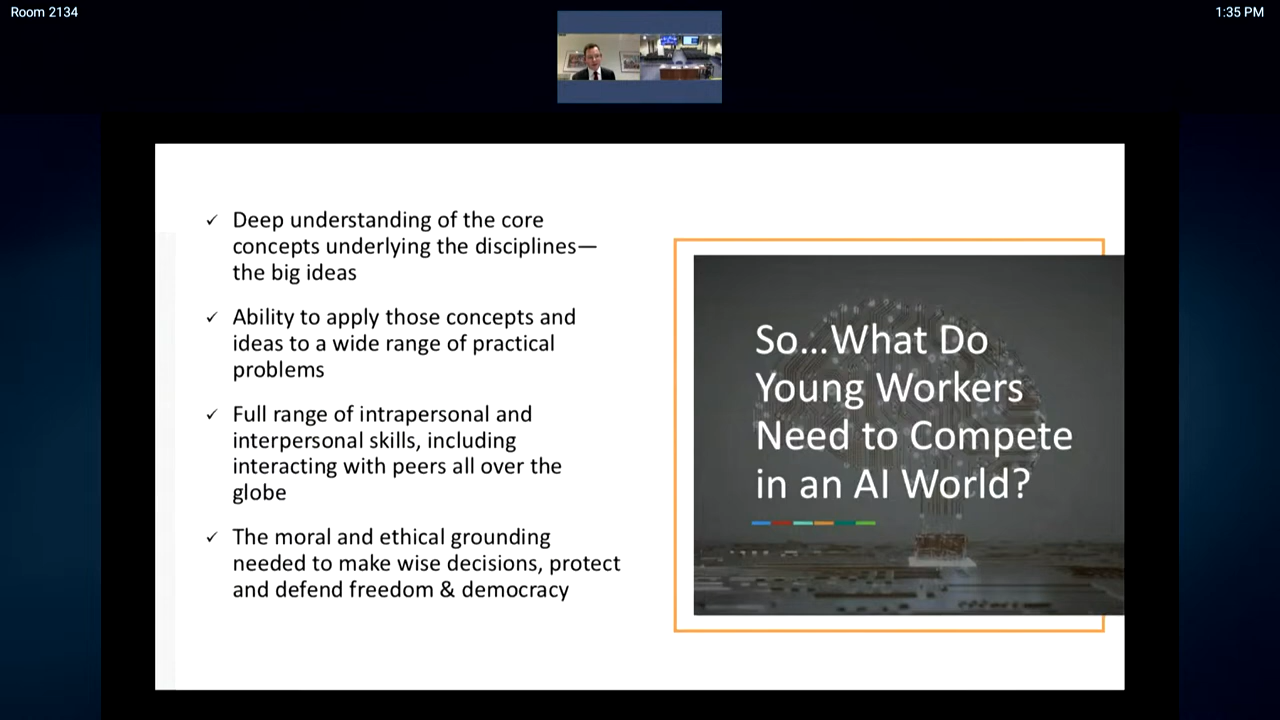 Room 2134
1:35 PM
✓ Deep understanding of the core
concepts underlying the disciplines—
the big ideas
✓ Ability to apply those concepts and
ideas to a wide range of practical
problems
✓ Full range of intrapersonal and
interpersonal skills, including
interacting with peers all over the
globe
✓ The moral and ethical grounding
needed to make wise decisions, protect
and defend freedom & democracy
So...What Do
Young Workers
Need to Compete
in an AI World?